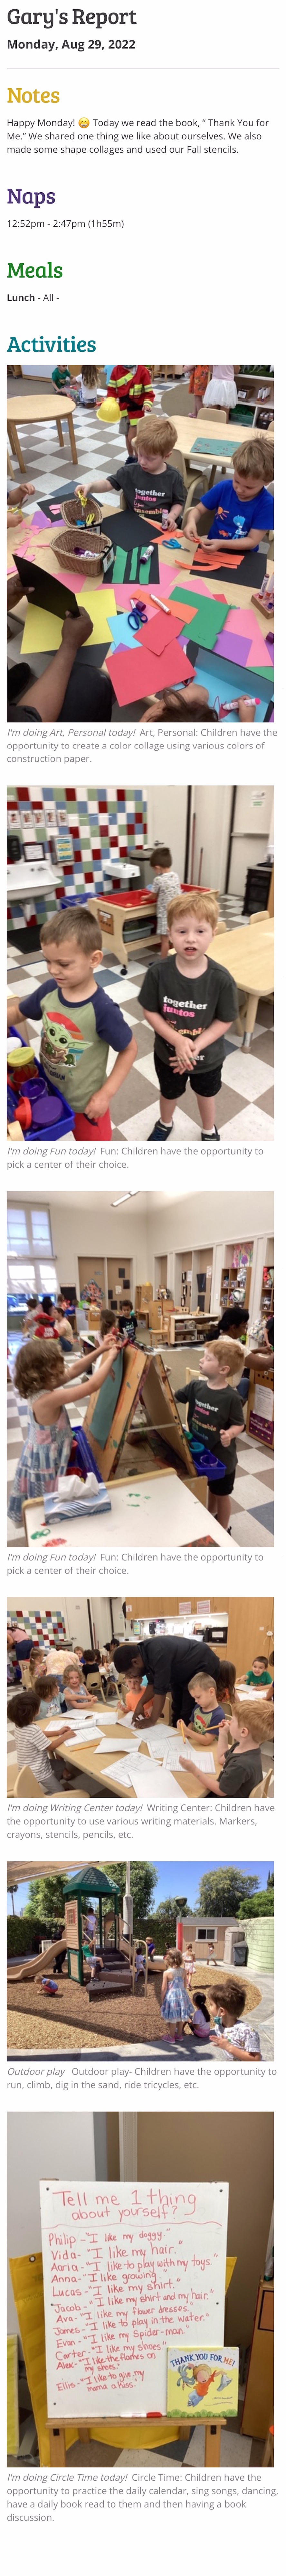 Gary's Report
Monday, Aug 29, 2022
Notes
Happy Monday! 😁 Today we read the book, “ Thank You for
Me.” We shared one thing we like about ourselves. We also
made some shape collages and used our Fall stencils.
Naps
12:52pm - 2:47pm (1h55m)
Meals
Lunch - All -
Activities
together
I'm doing Art, Personal today! Art, Personal: Children have the
opportunity to create a color collage using various colors of
construction paper.
together
juntos
I'm doing Fun today! Fun: Children have the opportunity to
pick a center of their choice.
together
juntos
I'm doing Fun today! Fun: Children have the opportunity to
pick a center of their choice.
I'm doing Writing Center today! Writing Center: Children have
the opportunity to use various writing materials. Markers,
crayons, stencils, pencils, etc.
Outdoor play Outdoor play- Children have the opportunity to
run, climb, dig in the sand, ride tricycles, etc.
Tell me 1 thing
about yourself?
Philip - "I like my doggy."
Vida - "I like my hair."
Aaria - "I like to play with my toys."
Anna - "I like growing."
Lucas - "I like my shirt."
Jacob - "I like my shirt and my hair."
Ava - "I like my flower dresses."
James - "I like to play in the water."
Evan - "I like my Spider-man."
Carter - "I like my shoes."
Alex - "I like the flames on
my shoes."
Ellis - "I like to give my
mama a kiss."
THANK YOU FOR ME!
I'm doing Circle Time today! Circle Time: Children have the
opportunity to practice the daily calendar, sing songs, dancing,
have a daily book read to them and then having a book
discussion.